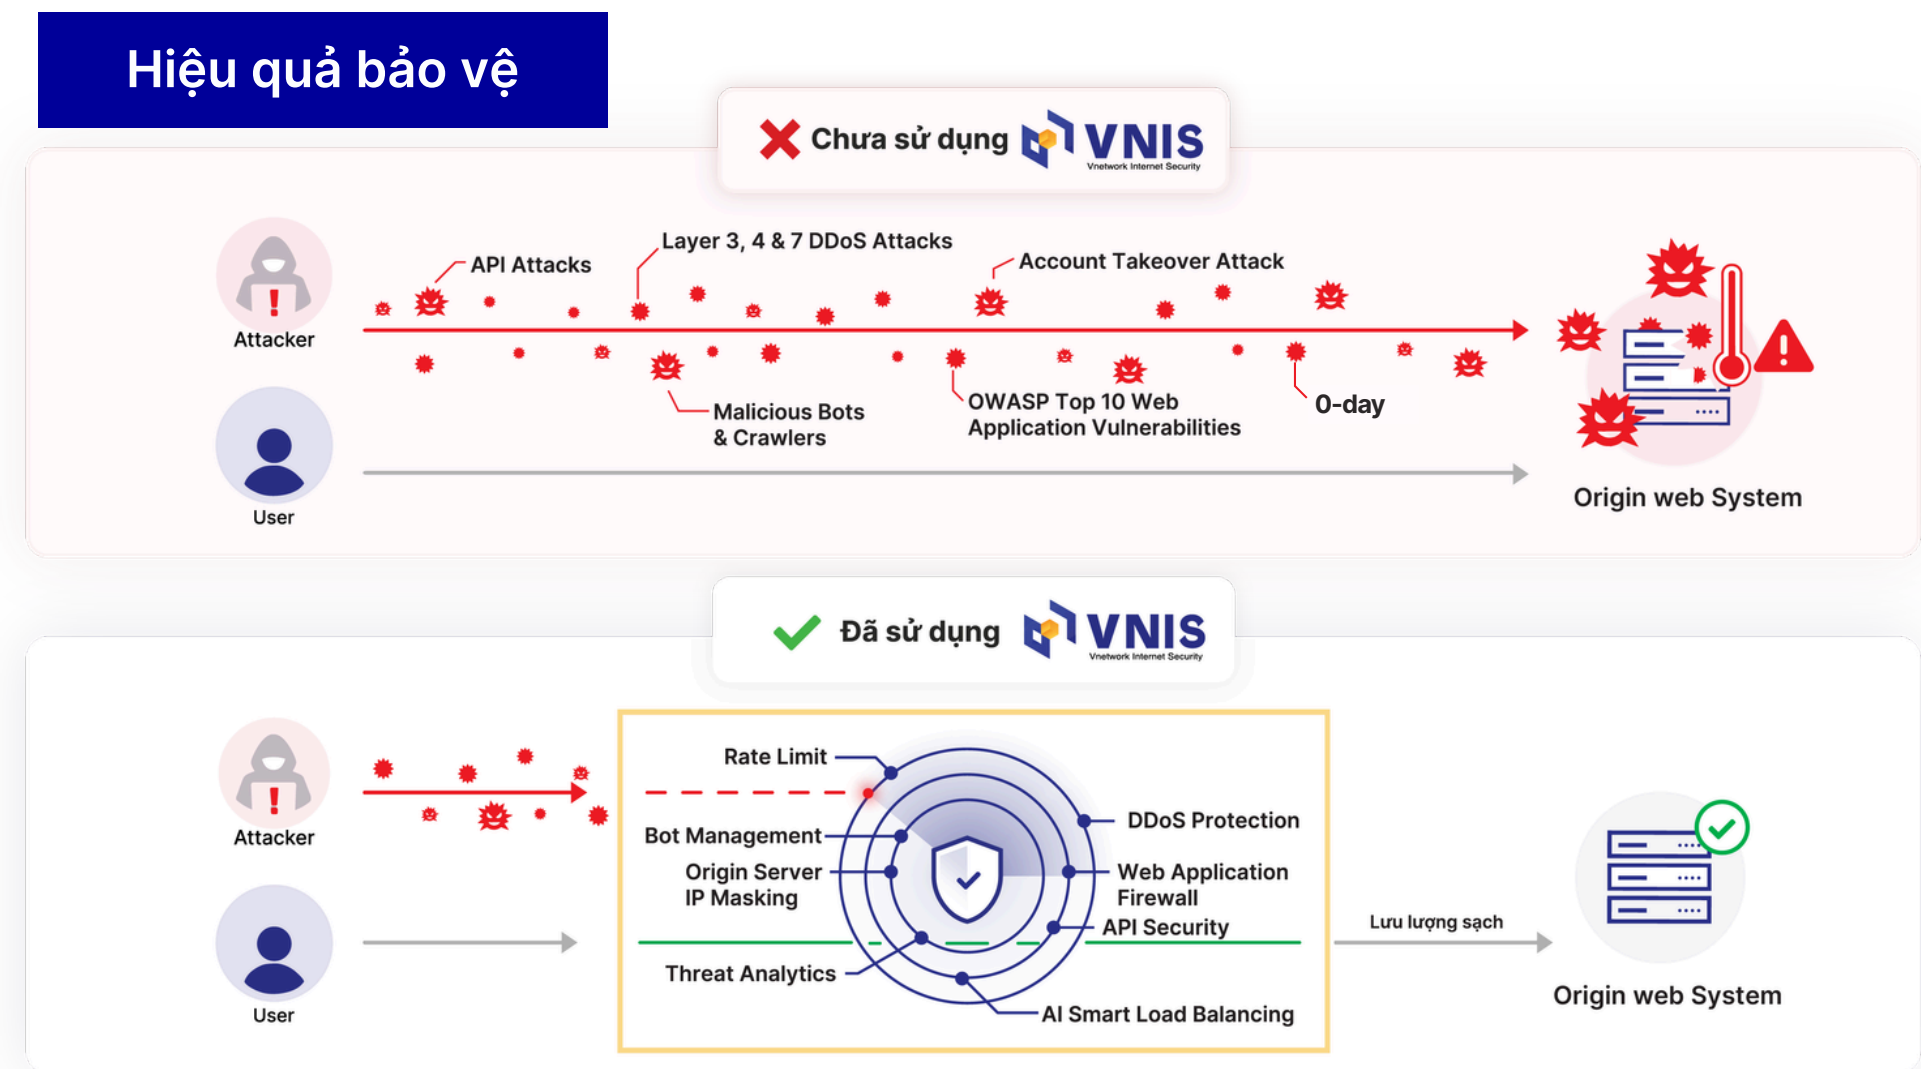 Hiệu quả bảo vệ
Chưa sử dụng VNIS
Vnetwork Internet Security
API Attacks
Layer 3, 4 & 7 DDoS Attacks
Account Takeover Attack
Attacker
Malicious Bots
& Crawlers
OWASP Top 10 Web
Application Vulnerabilities
0-day
User
Origin web System
Đã sử dụng VNIS
Vnetwork Internet Security
Attacker
User
Rate Limit
Bot Management
Origin Server
IP Masking
Threat Analytics
DDoS Protection
Web Application
Firewall
API Security
AI Smart Load Balancing
Lưu lượng sạch
Origin web System